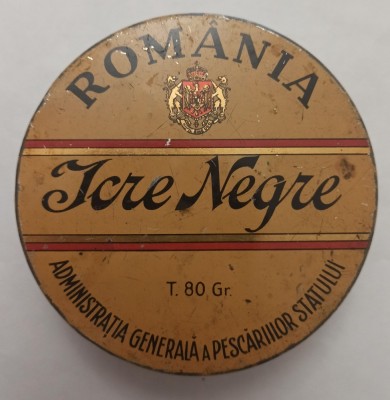 ROMÂNIA
Icre Negre
T. 80 Gr.
ADMINISTRAȚIA GENERALĂ A PESCĂRIILOR STATULUI